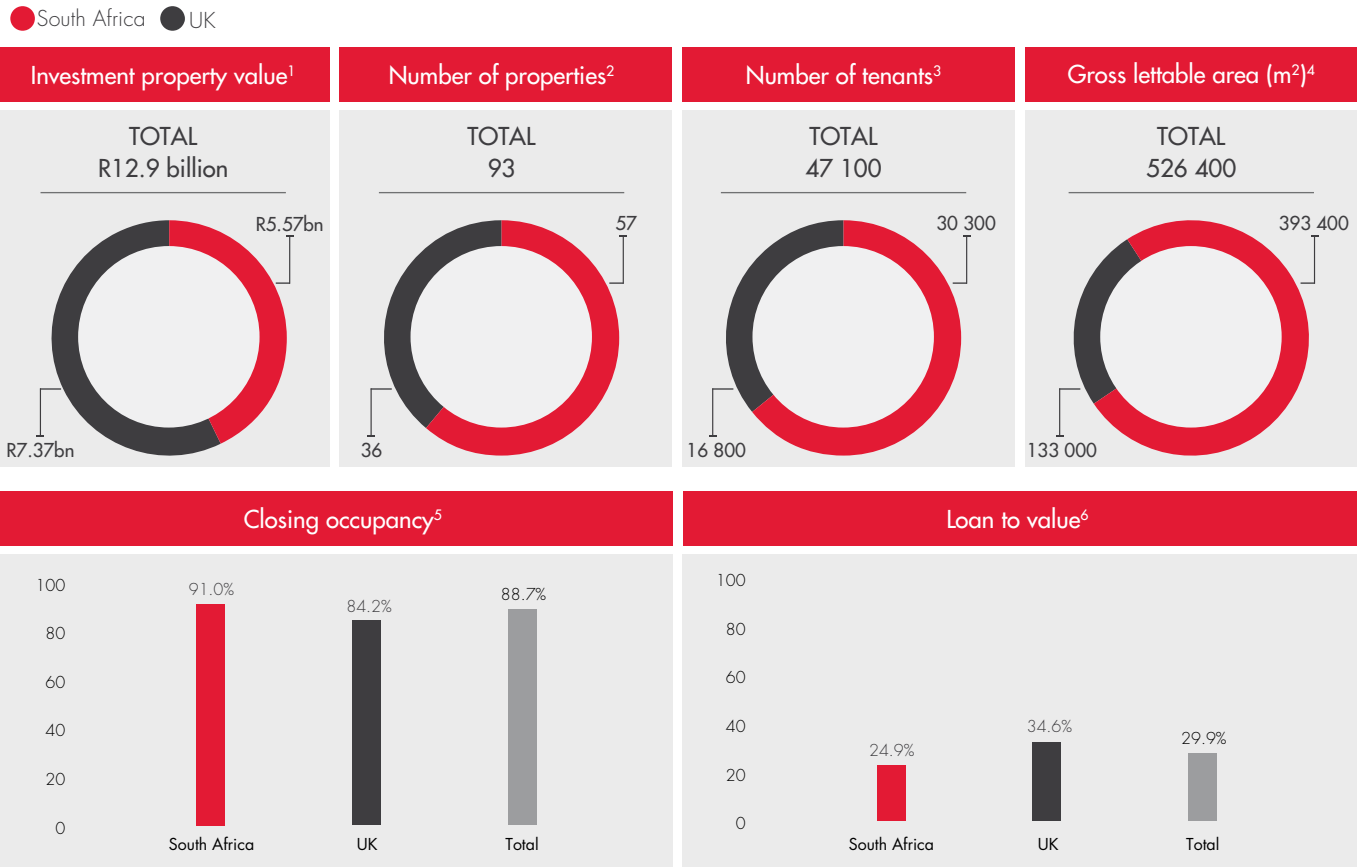 South Africa UK
Investment property value¹
TOTAL
R12.9 billion
R5.57bn
R7.37bn
Number of properties²
TOTAL
93
57
36
Number of tenants³
TOTAL
47 100
30 300
16 800
Gross lettable area (m²)⁴
TOTAL
526 400
393 400
133 000
Closing occupancy⁵
100
80
60
40
20
0
91.0%
84.2%
88.7%
South Africa UK Total
Loan to value⁶
100
80
60
40
20
0
24.9%
34.6%
29.9%
South Africa UK Total